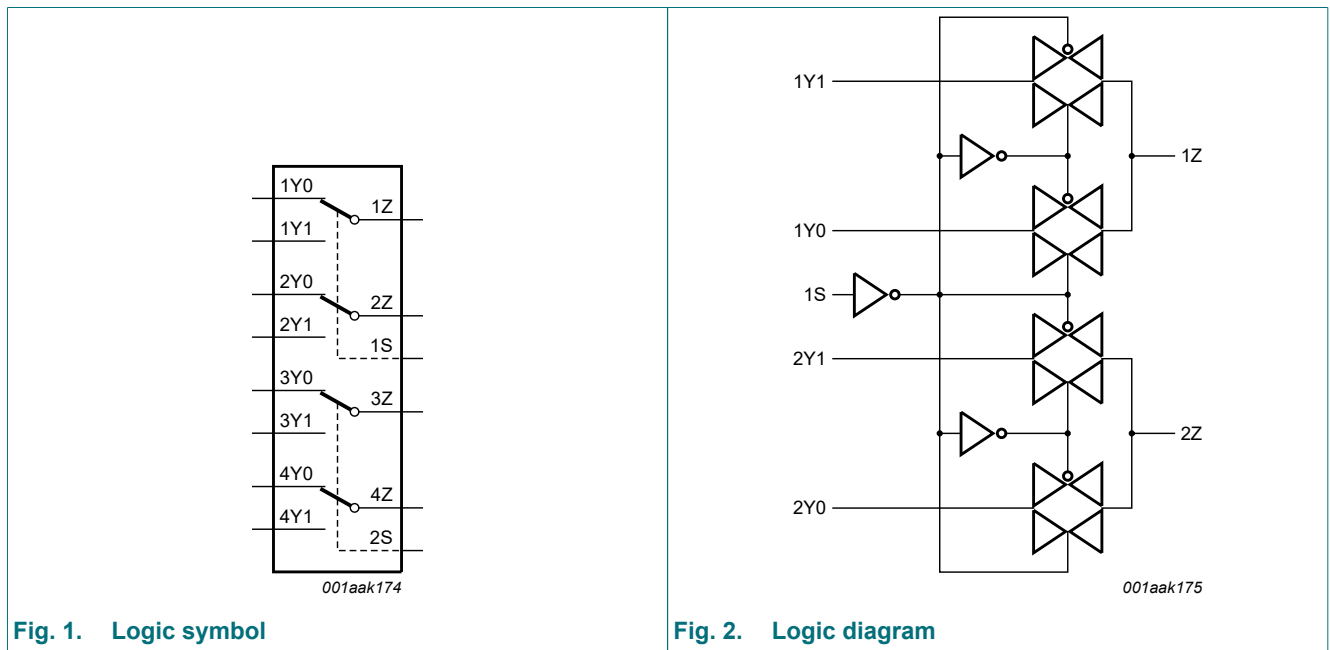 1Y0
1Z
1Y1
2Y0
2Z
2Y1
1S
3Y0
3Z
3Y1
4Y0
4Z
4Y1
2S
001aak174
Fig. 1. Logic symbol
1Y1
1Z
1Y0
1S
2Y1
2Z
2Y0
001aak175
Fig. 2. Logic diagram